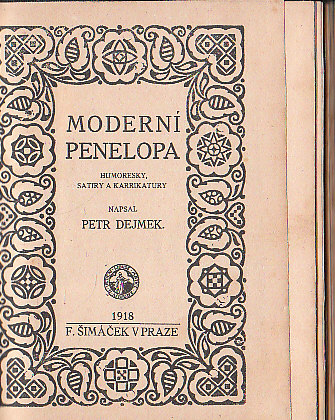 MODERNÍ
PENELOPA
HUMORESKY,
SATIRY A KARRIKATURY
NAPSAL
PETR DEJMEK.
1918
F. ŠIMÁČEK V PRAZE